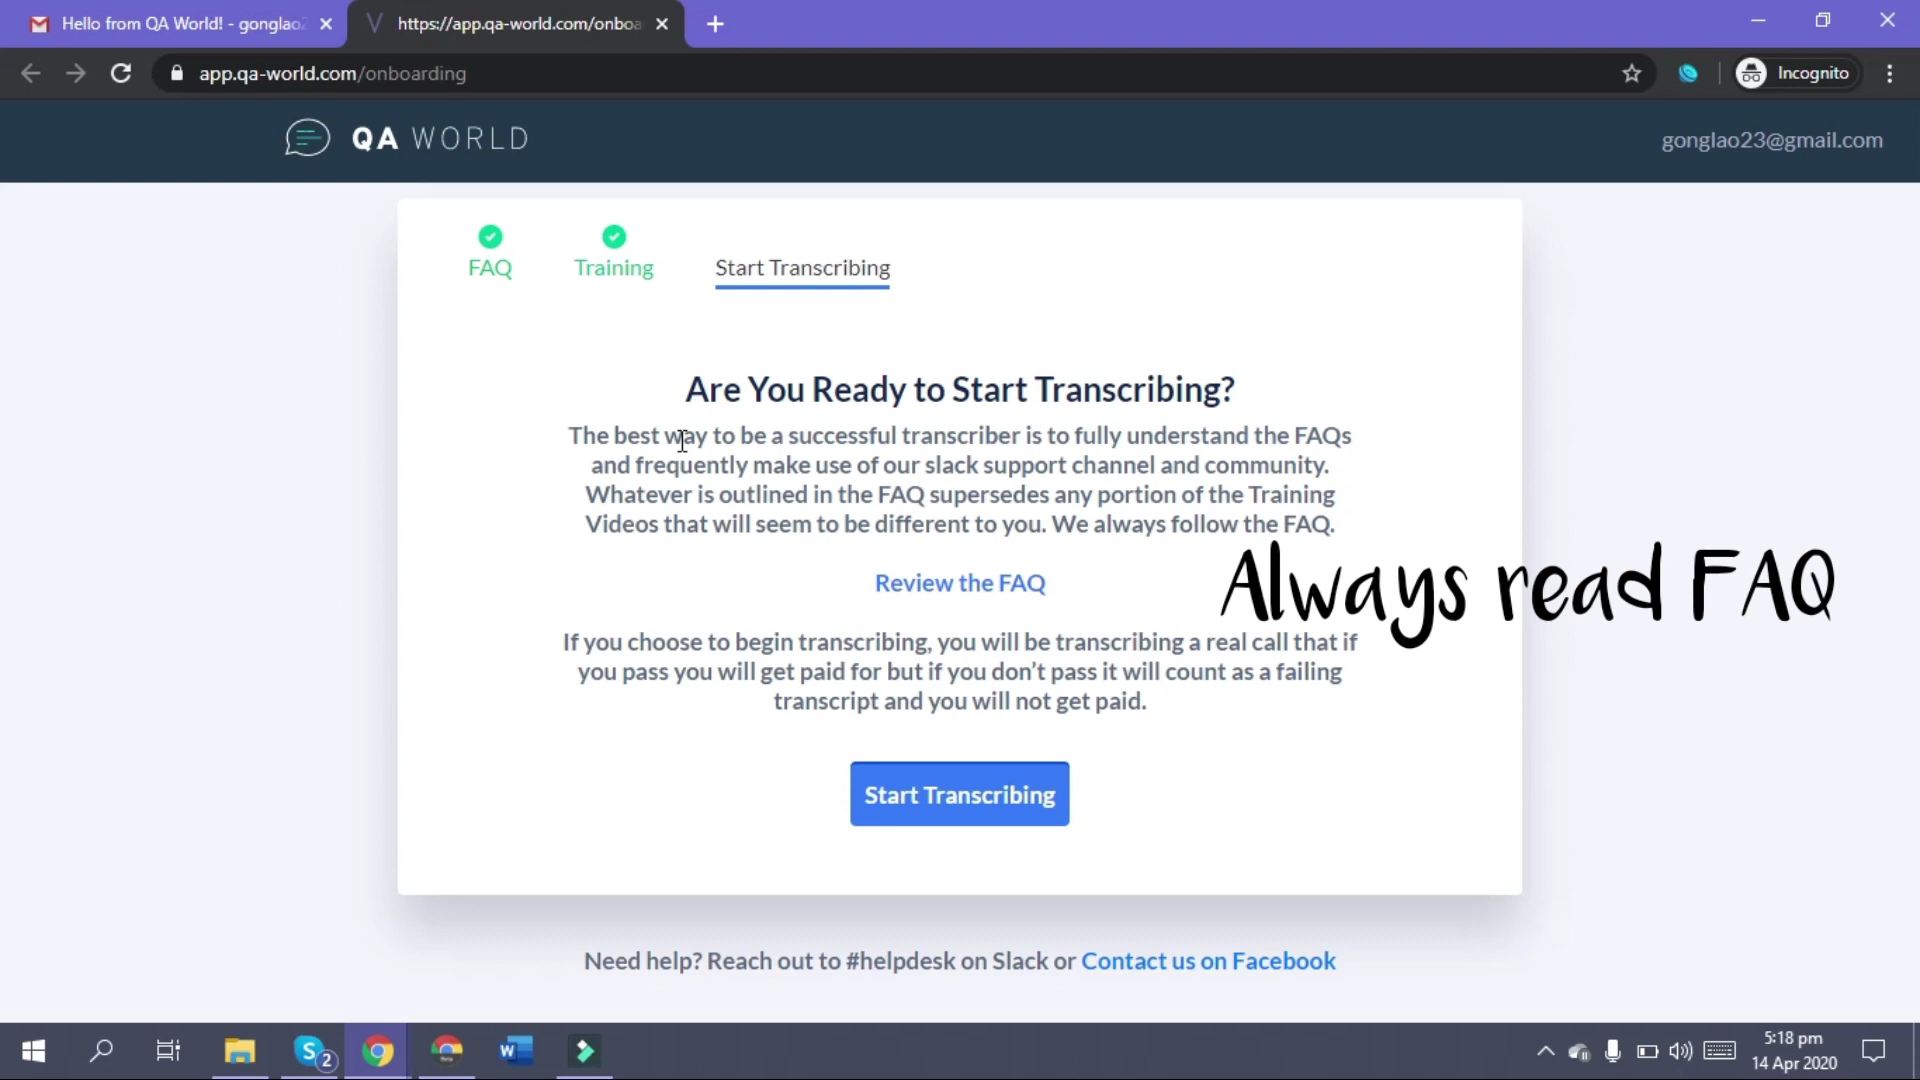 Hello from QA World! - gonglao2
https://app.qa-world.com/onboa
app.qa-world.com/onboarding
Incognito
QA WORLD
gonglao23@gmail.com
FAQ
Training
Start Transcribing
Are You Ready to Start Transcribing?
The best way to be a successful transcriber is to fully understand the FAQs
and frequently make use of our slack support channel and community.
Whatever is outlined in the FAQ supersedes any portion of the Training
Videos that will seem to be different to you. We always follow the FAQ.
Review the FAQ
Always read FAQ
If you choose to begin transcribing, you will be transcribing a real call that if
you pass you will get paid for but if you don’t pass it will count as a failing
transcript and you will not get paid.
Start Transcribing
Need help? Reach out to #helpdesk on Slack or Contact us on Facebook
2
5:18 pm
14 Apr 2020